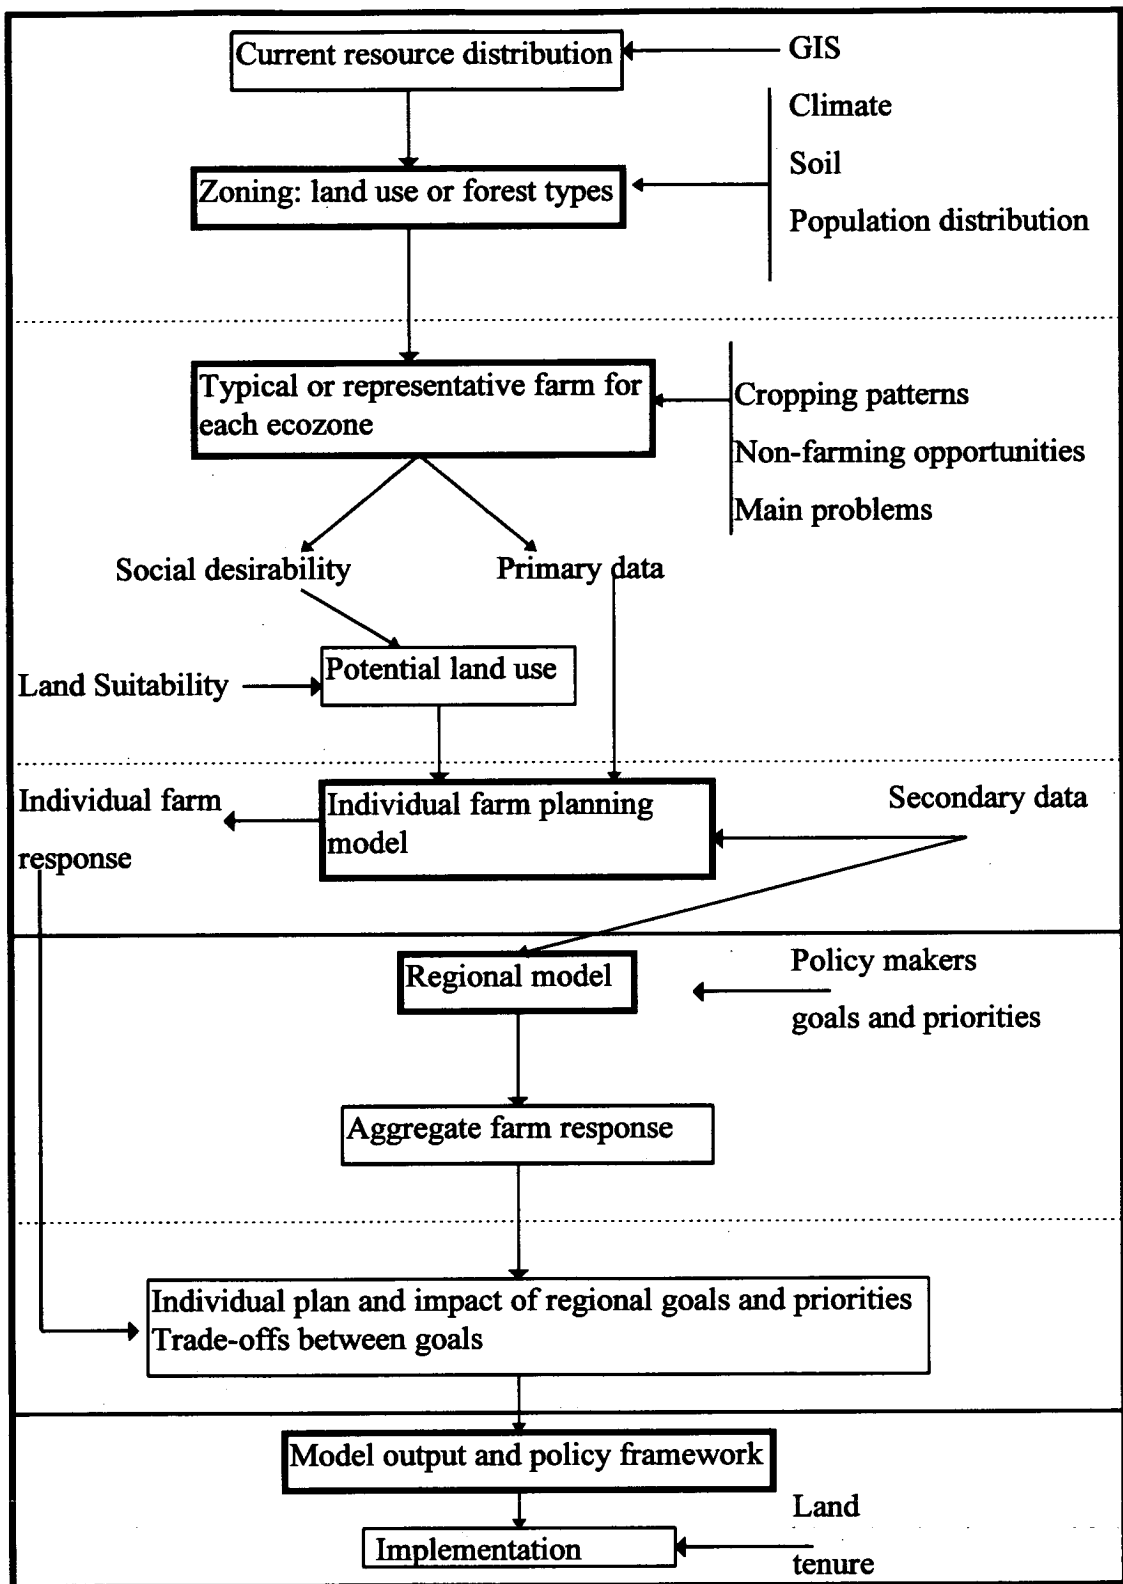 Current resource distribution
GIS
Climate
Soil
Population distribution
Zoning: land use or forest types
Typical or representative farm for
each ecozone
Cropping patterns
Non-farming opportunities
Main problems
Social desirability
Primary data
Potential land use
Land Suitability
Individual farm
response
Individual farm planning
model
Secondary data
Regional model
Policy makers
goals and priorities
Aggregate farm response
Individual plan and impact of regional goals and priorities
Trade-offs between goals
Model output and policy framework
Land
tenure
Implementation